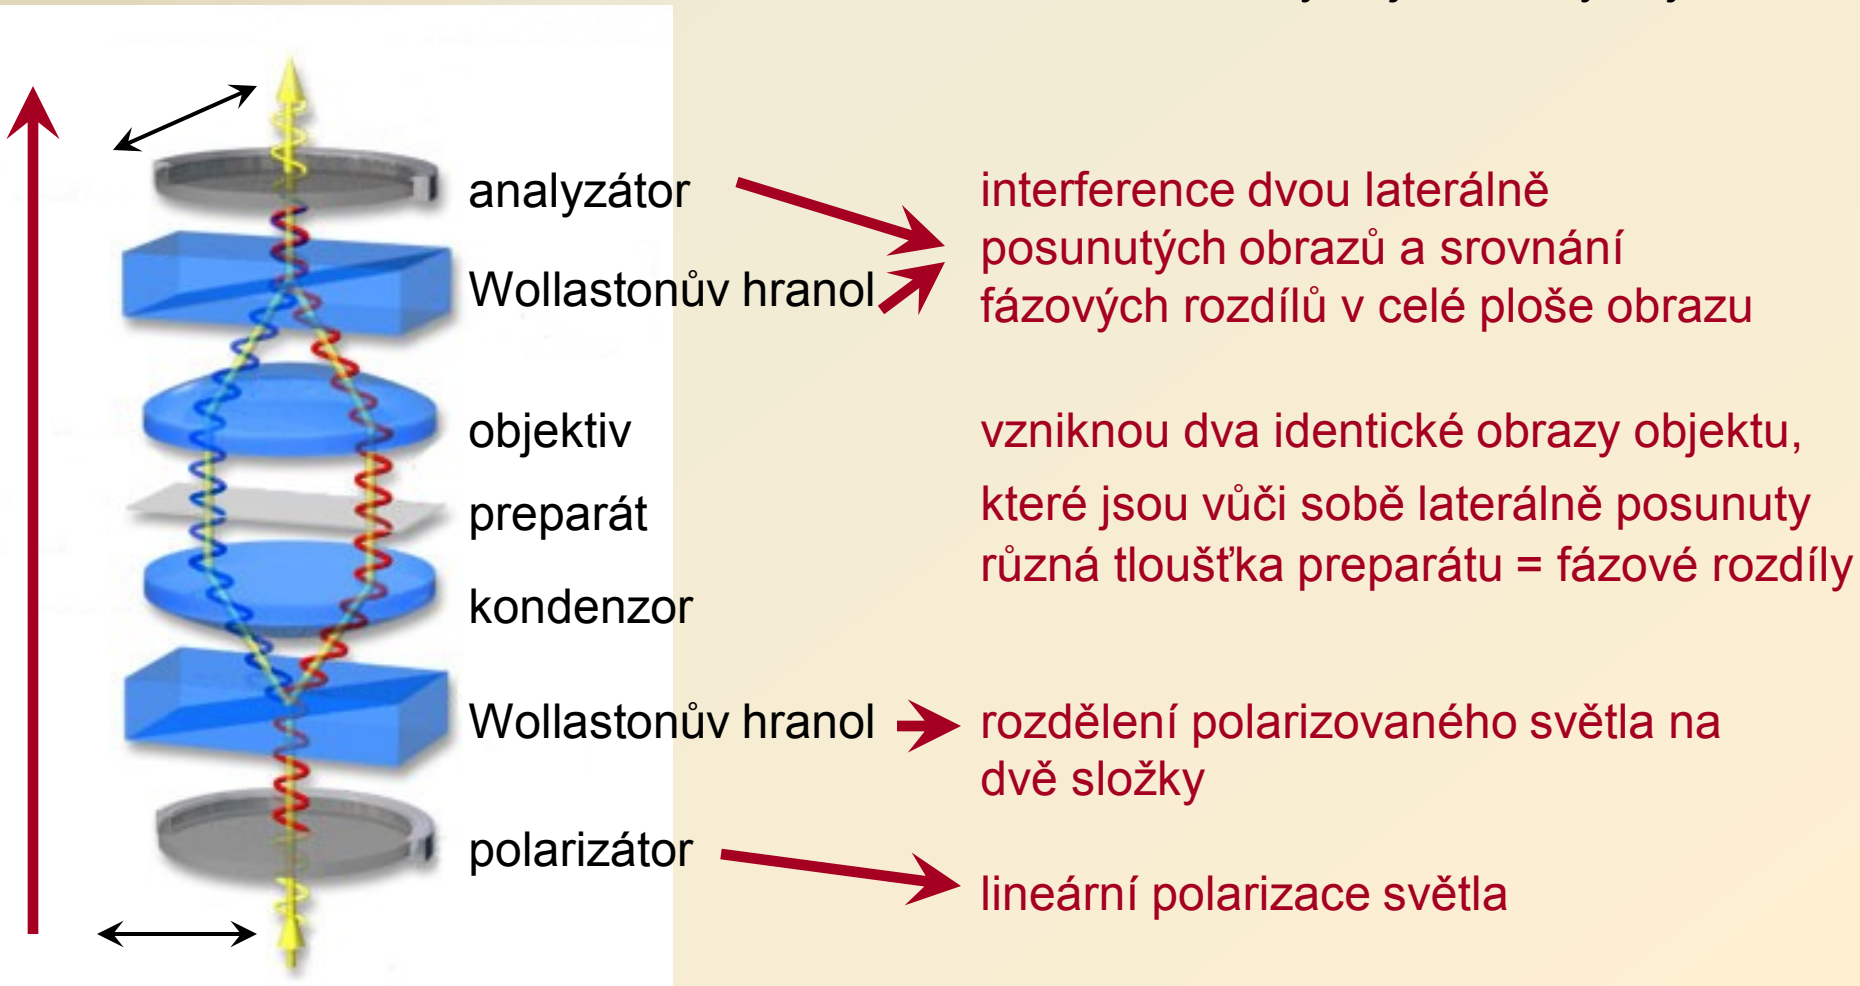 analyzátor
interference dvou laterálně
posunutých obrazů a srovnání
Wollastonův hranol
fázových rozdílů v celé ploše obrazu
objektiv
vzniknou dva identické obrazy objektu,
preparát
které jsou vůči sobě laterálně posunuty
různá tloušťka preparátu = fázové rozdíly
kondenzor
Wollastonův hranol
rozdělení polarizovaného světla na
dvě složky
polarizátor
lineární polarizace světla